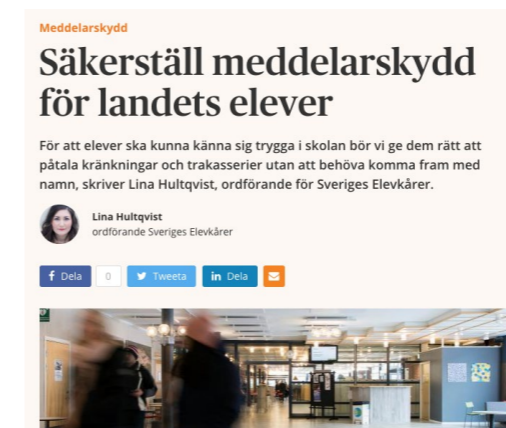 Meddelarskydd
Säkerställ meddelarskydd
för landets elever
För att elever ska kunna känna sig trygga i skolan bör vi ge dem rätt att
påtala kränkningar och trakasserier utan att behöva komma fram med
namn, skriver Lina Hultqvist, ordförande för Sveriges Elevkårer.
Lina Hultqvist
ordförande Sveriges Elevkårer
Dela 0 Tweeta in Dela